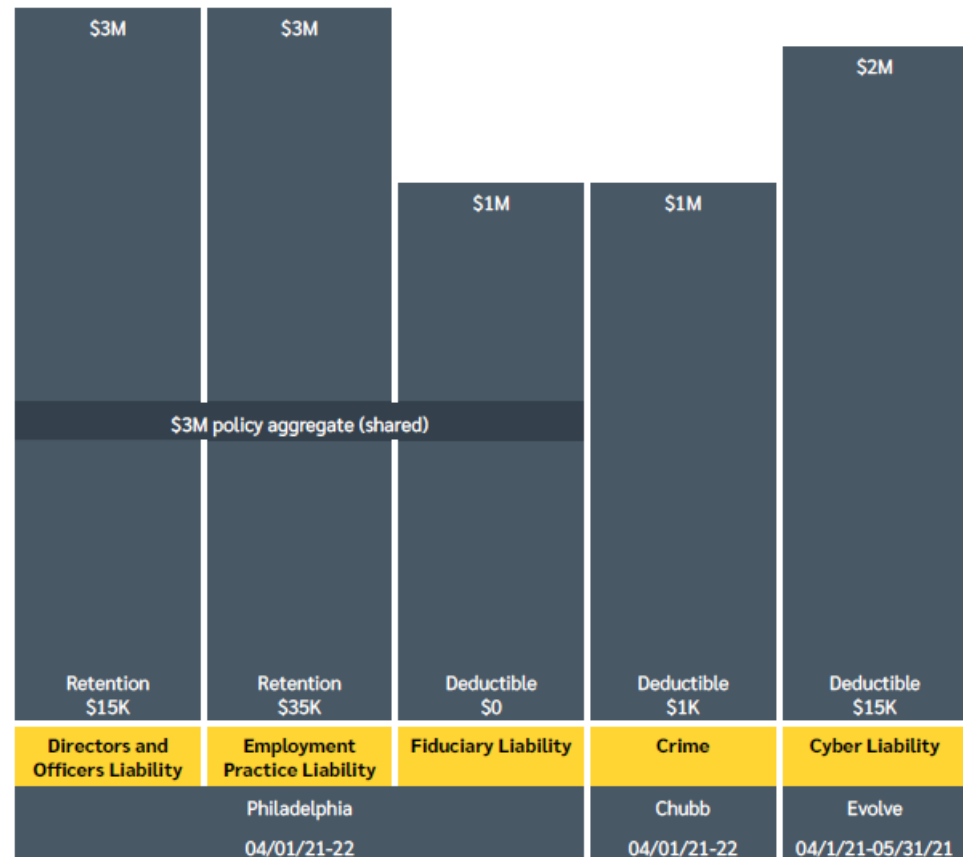 $3M
$3M
$2M
$1M
$1M
$3M policy aggregate (shared)
Retention
$15K
Retention
$35K
Deductible
$0
Deductible
$1K
Deductible
$15K
Directors and
Officers Liability
Employment
Practice Liability
Fiduciary Liability
Crime
Cyber Liability
Philadelphia
Chubb
Evolve
04/01/21-22
04/01/21-22
04/1/21-05/31/21